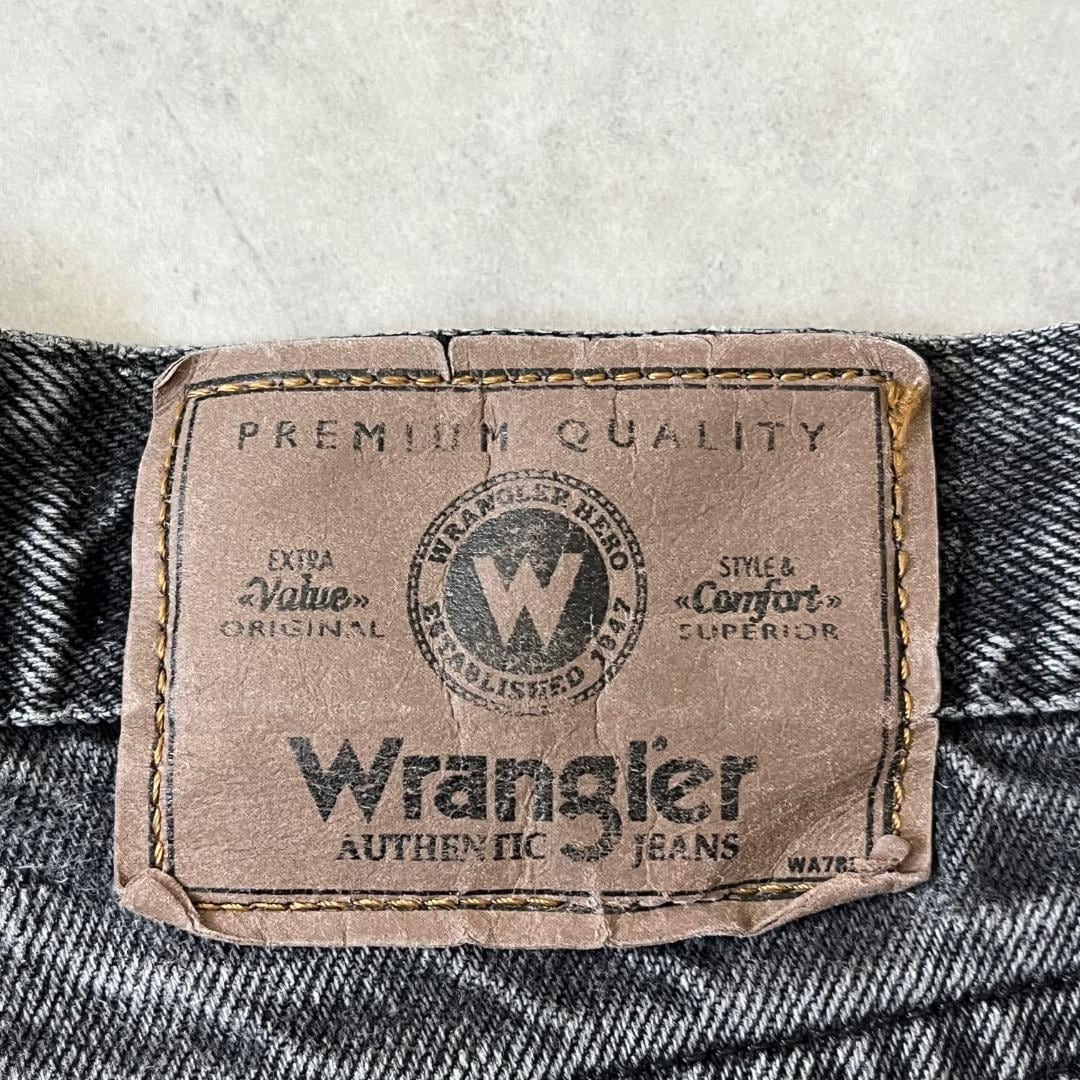 PREMIUM QUALITY
WRANGLER HERO
ESTABLISHED 1947
W
EXTRA
«Value»
ORIGINAL
STYLE &
«Comfort»
SUPERIOR
Wrangler
AUTHENTIC JEANS